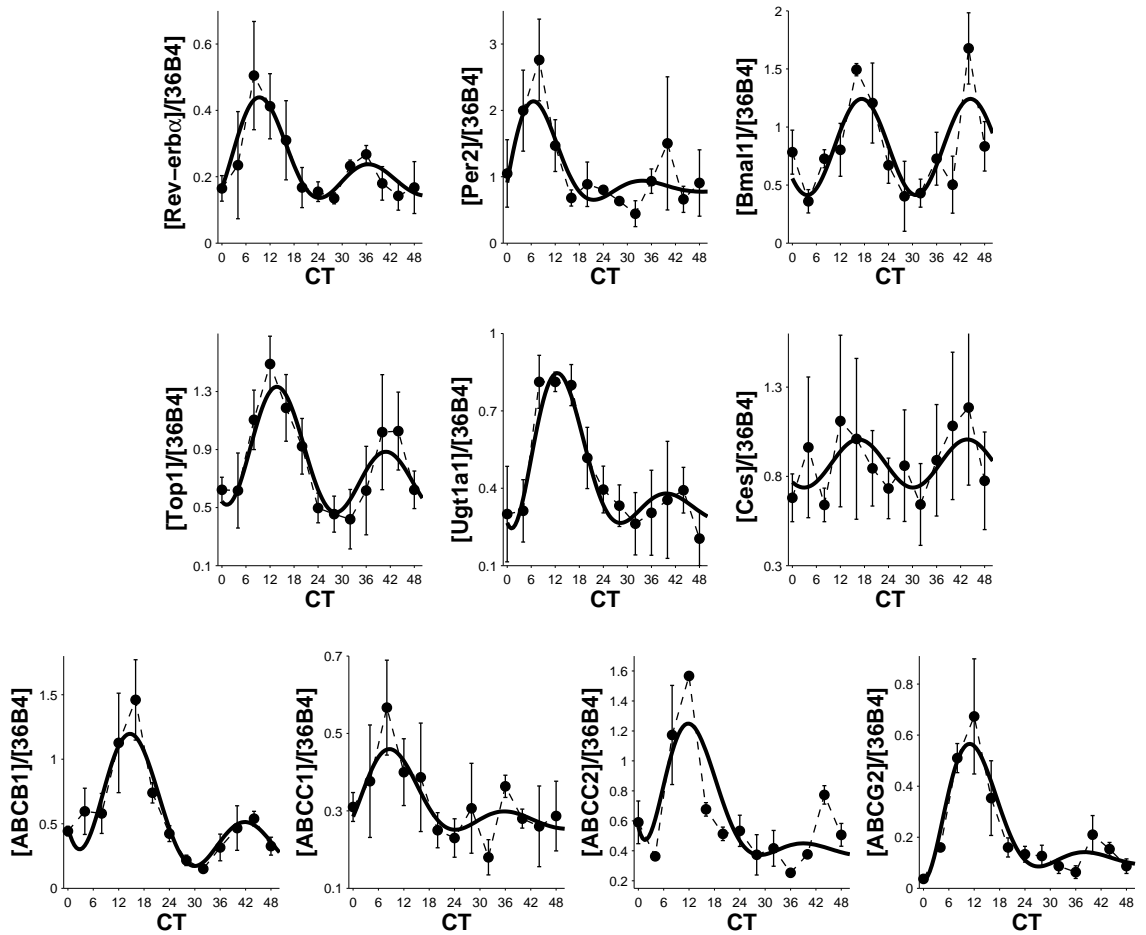 [Rev−erbα]/[36B4]
0.6
0.4
0.2
0
0 6 12 18 24 30 36 42 48
CT
[Per2]/[36B4]
3
2
1
0
0 6 12 18 24 30 36 42 48
CT
[Bmal1]/[36B4]
2
1.5
1
0.5
0
0 6 12 18 24 30 36 42 48
CT
[Top1]/[36B4]
1.3
0.9
0.5
0.1
0 6 12 18 24 30 36 42 48
CT
[Ugt1a1]/[36B4]
1
0.7
0.4
0.1
0 6 12 18 24 30 36 42 48
CT
[Ces]/[36B4]
1.3
0.8
0.3
0 6 12 18 24 30 36 42 48
CT
[ABCB1]/[36B4]
1.5
1
0.5
0
0 6 12 18 24 30 36 42 48
CT
[ABCC1]/[36B4]
0.7
0.5
0.3
0.1
0 6 12 18 24 30 36 42 48
CT
[ABCC2]/[36B4]
1.6
1.4
1.2
1
0.8
0.6
0.4
0.2
0 6 12 18 24 30 36 42 48
CT
[ABCG2]/[36B4]
0.8
0.6
0.4
0.2
0
0 6 12 18 24 30 36 42 48
CT